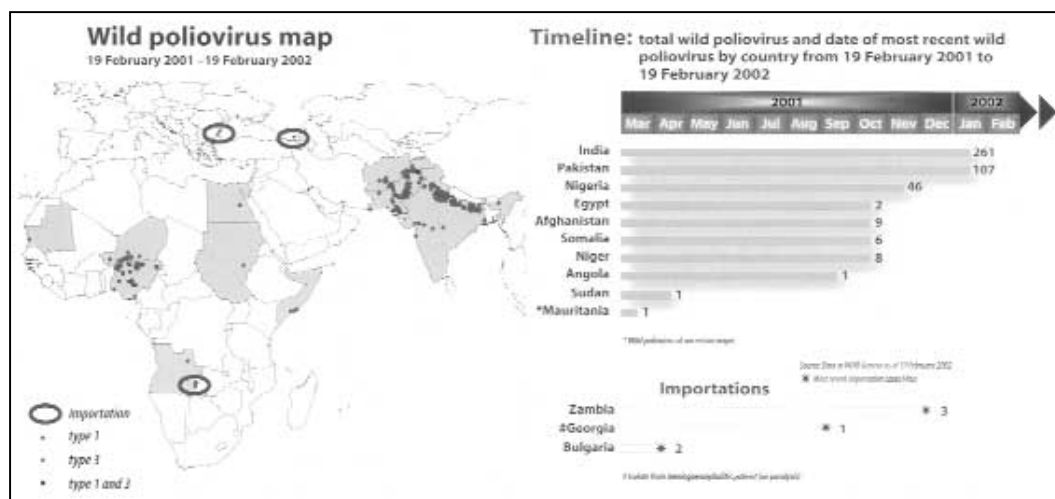 Wild poliovirus map
19 February 2001 - 19 February 2002
Importation
type 1
type 3
type 1 and 3
Timeline: total wild poliovirus and date of most recent wild
poliovirus by country from 19 February 2001 to
19 February 2002
2001 2002
Mar Apr May Jun Jul Aug Sep Oct Nov Dec Jan Feb
India 261
Pakistan 107
Nigeria 46
Egypt 2
Afghanistan 9
Somalia 6
Niger 8
Angola 1
Sudan 1
*Mauritania 1
Importations
Zambia 3
#Georgia 1
Bulgaria 2